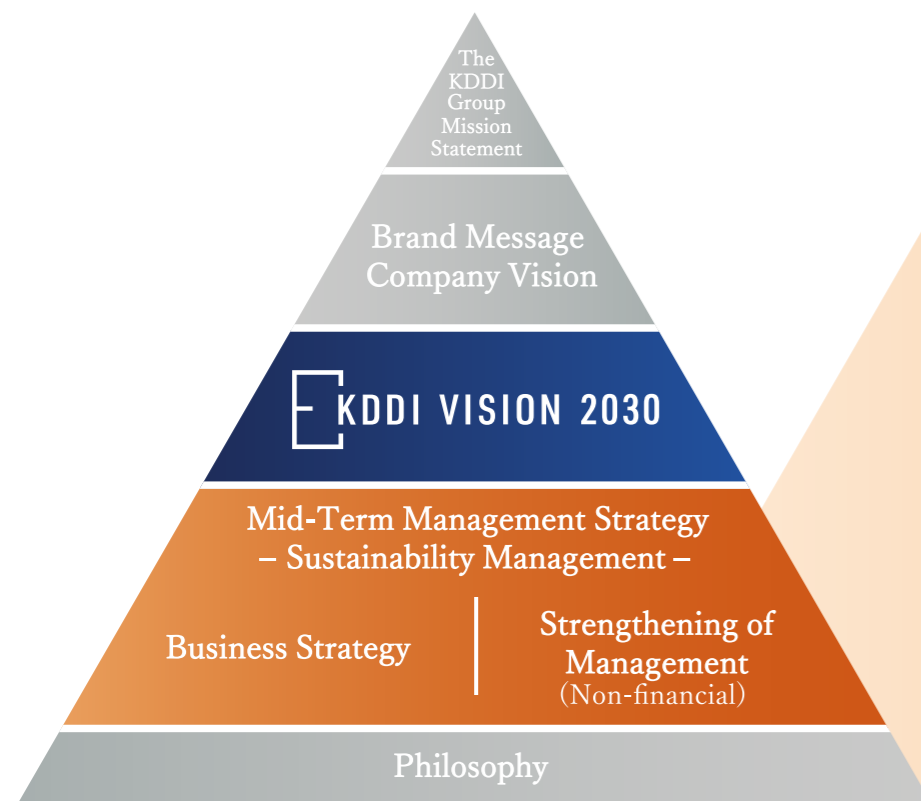 The
KDDI
Group
Mission
Statement
Brand Message
Company Vision
KDDI VISION 2030
Mid-Term Management Strategy
– Sustainability Management –
Business Strategy
Strengthening of
Management
(Non-financial)
Philosophy